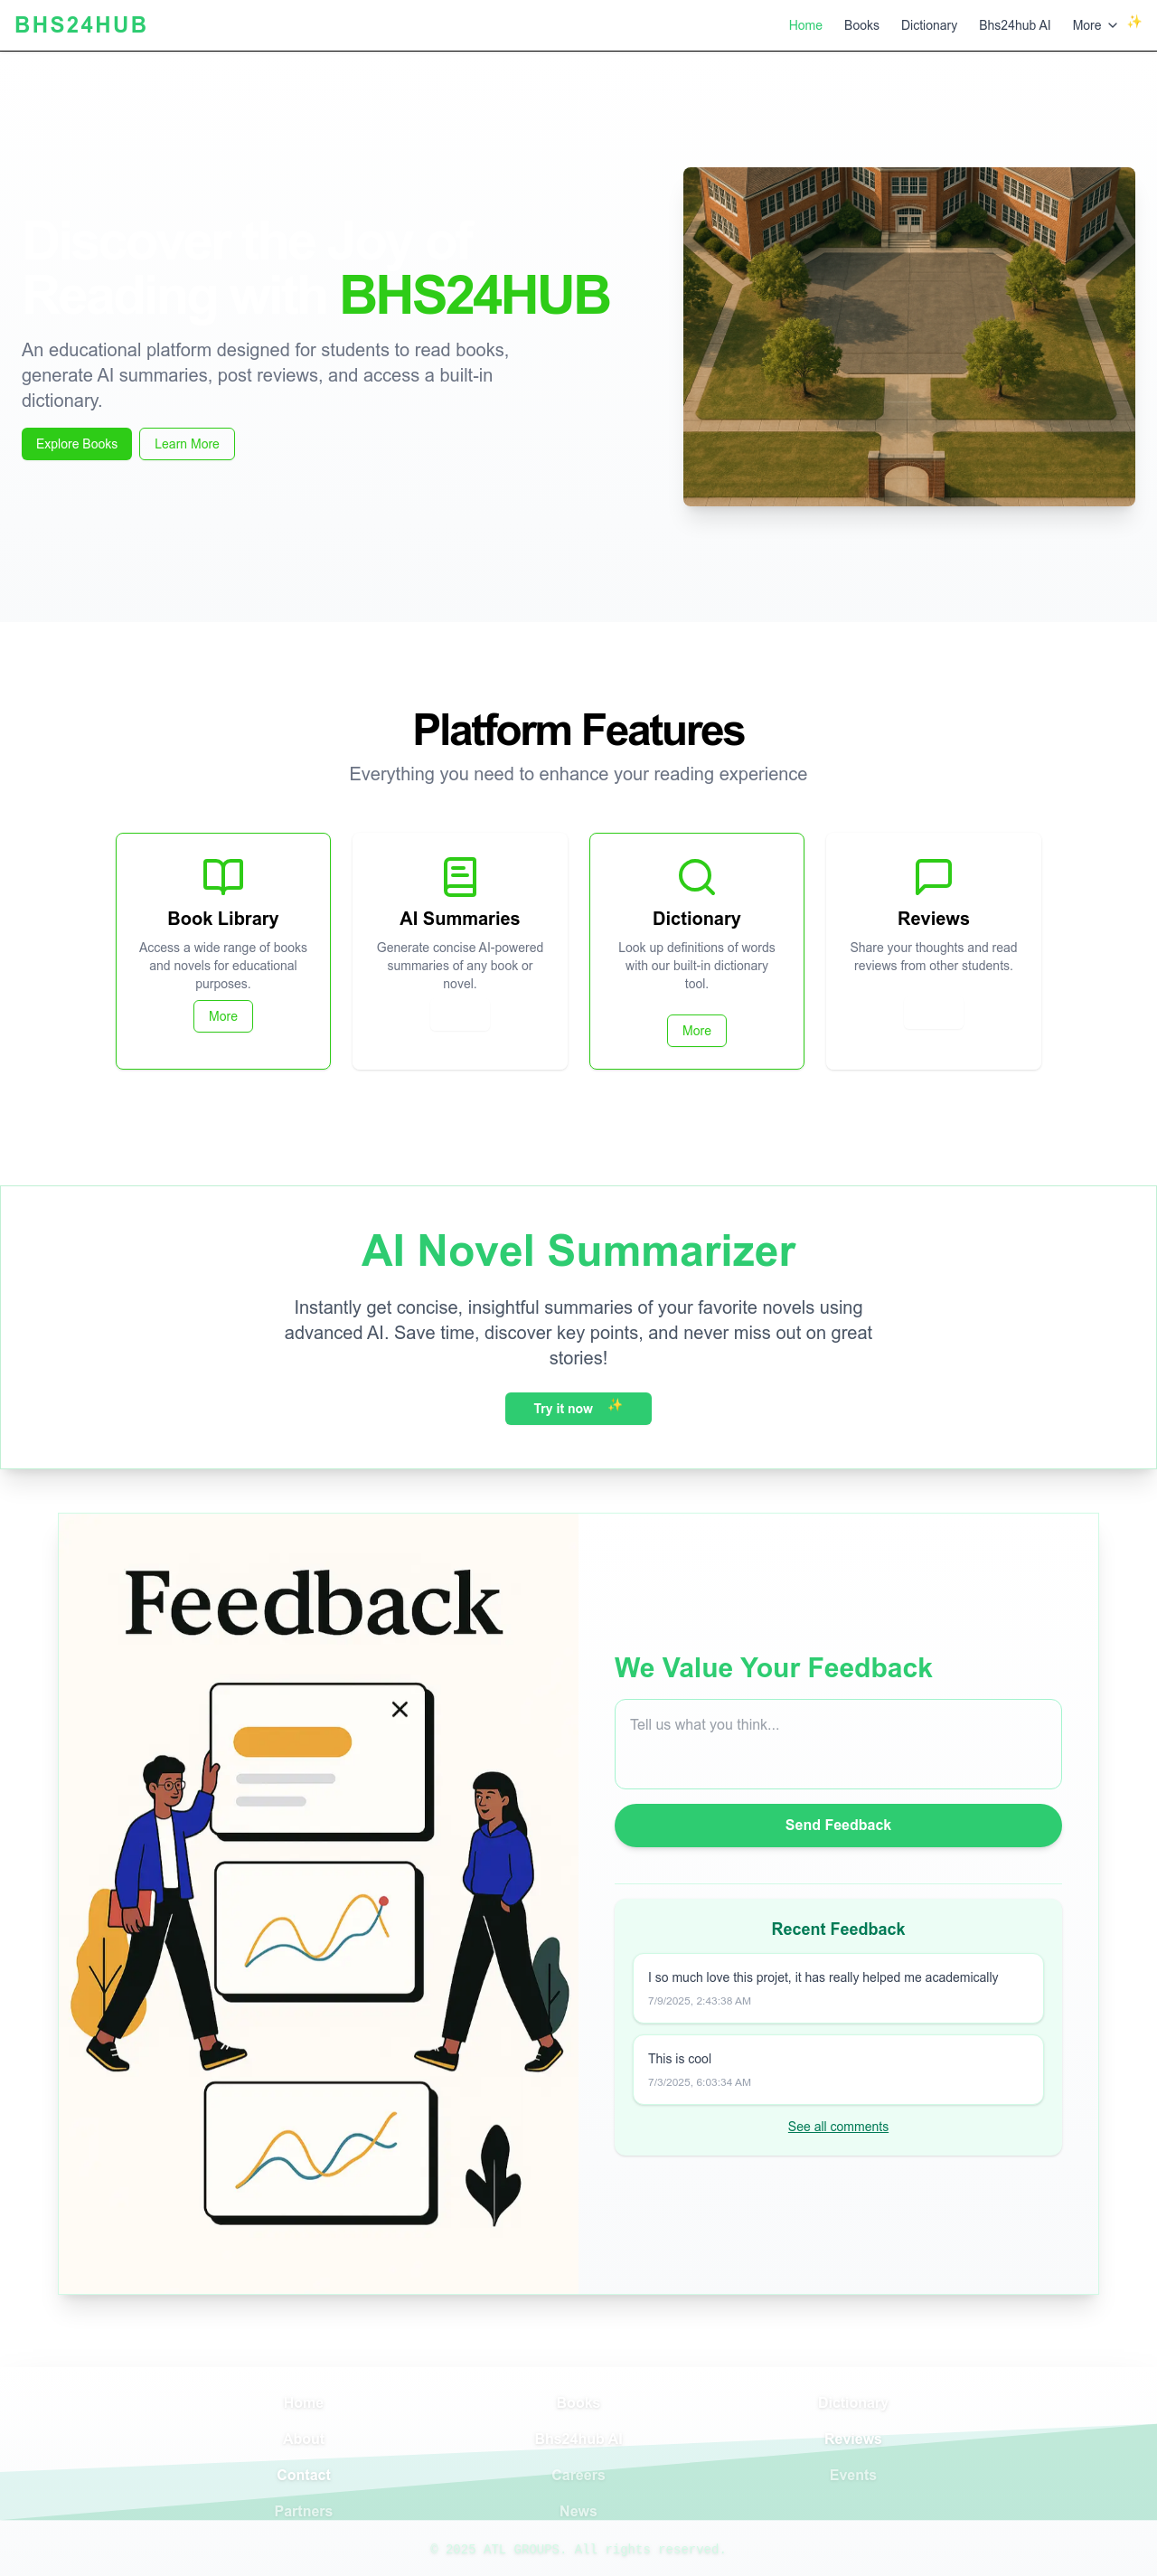 BHS24HUB
Home Books Dictionary Bhs24hub AI More
Discover the Joy of
Reading with BHS24HUB
An educational platform designed for students to read books,
generate AI summaries, post reviews, and access a built-in
dictionary.
Explore Books Learn More
Platform Features
Everything you need to enhance your reading experience
Book Library
Access a wide range of books
and novels for educational
purposes.
More
AI Summaries
Generate concise AI-powered
summaries of any book or
novel.
Dictionary
Look up definitions of words
with our built-in dictionary
tool.
More
Reviews
Share your thoughts and read
reviews from other students.
AI Novel Summarizer
Instantly get concise, insightful summaries of your favorite novels using
advanced AI. Save time, discover key points, and never miss out on great
stories!
Try it now
Feedback
We Value Your Feedback
Tell us what you think...
Send Feedback
Recent Feedback
I so much love this projet, it has really helped me academically
7/9/2025, 2:43:38 AM
This is cool
7/3/2025, 6:03:34 AM
See all comments
Home Books Dictionary
About Bhs24hub AI Reviews
Contact Careers Events
Partners News
© 2025 ATL GROUPS. All rights reserved.